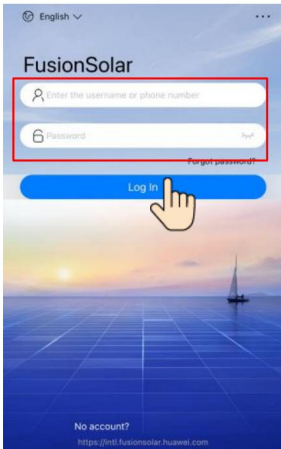 English
...
FusionSolar
Enter the username or phone number
Password
Forgot password?
Log In
No account?
https://intl.fusionsolar.huawei.com